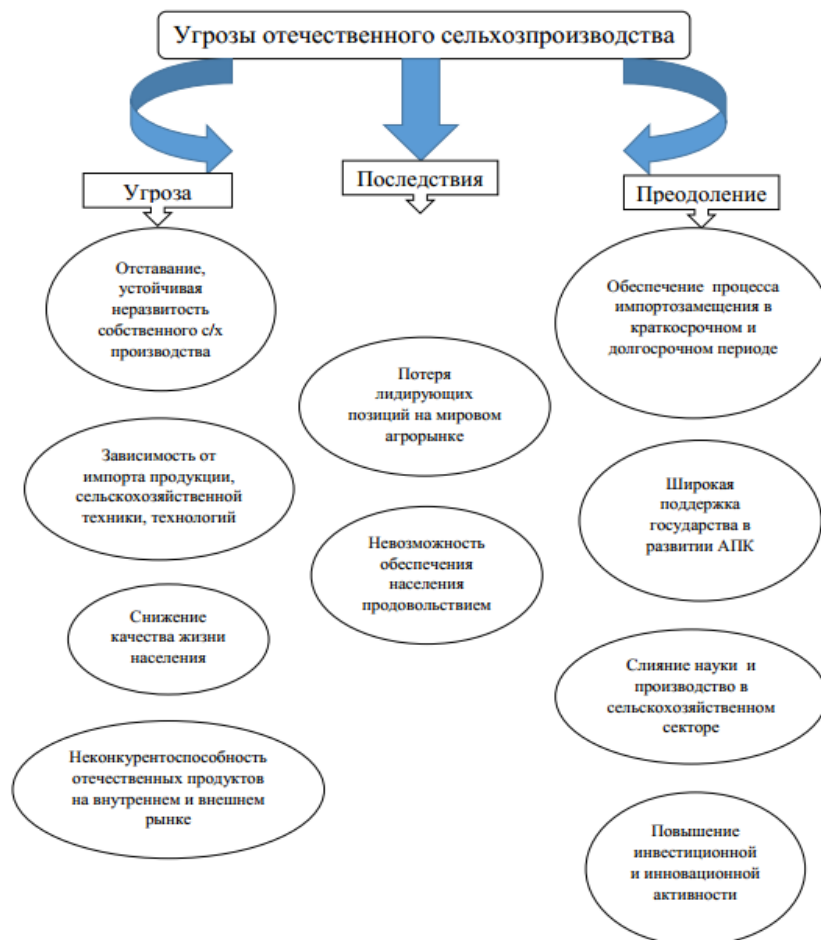 Угрозы отечественного сельхозпроизводства
Угроза
Отставание,
устойчивая
неразвитость
собственного с/х
производства
Зависимость от
импорта продукции,
сельскохозяйственной
техники, технологий
Снижение
качества жизни
населения
Неконкурентоспособность
отечественных продуктов
на внутреннем и внешнем
рынке
Последствия
Потеря
лидирующих
позиций на мировом
агрорынке
Невозможность
обеспечения
населения
продовольствием
Преодоление
Обеспечение процесса
импортозамещения в
краткосрочном и
долгосрочном периоде
Широкая
поддержка
государства в
развитии АПК
Слияние науки и
производство в
сельскохозяйственном
секторе
Повышение
инвестиционной
и инновационной
активности